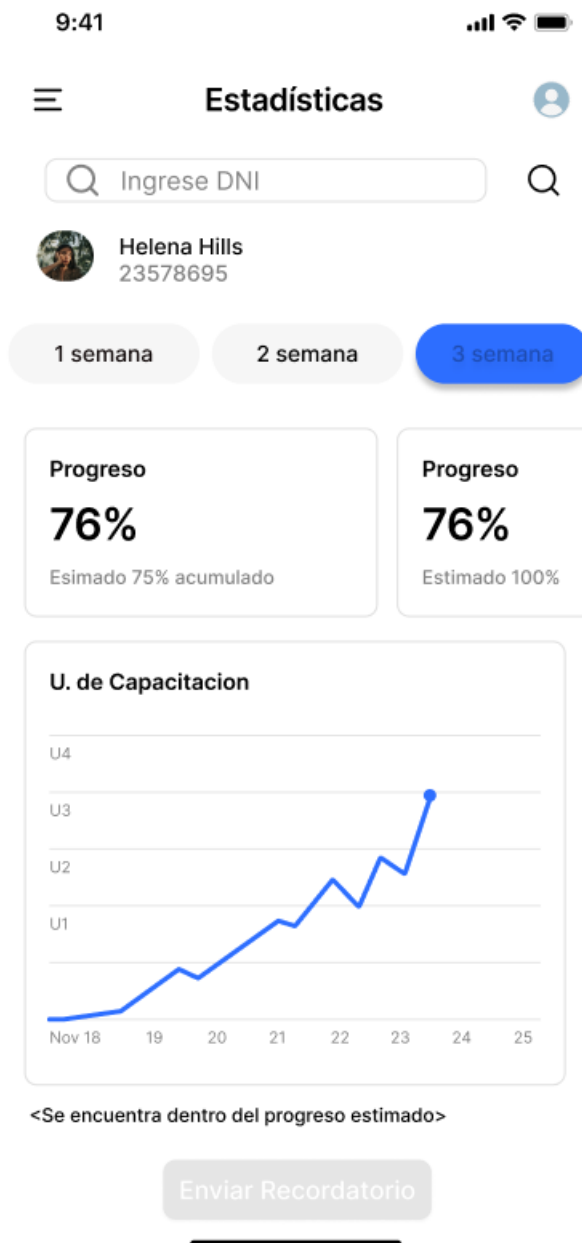 9:41
Estadísticas
Ingrese DNI
Helena Hills
23578695
1 semana
2 semana
3 semana
Progreso
76%
Esimado 75% acumulado
Progreso
76%
Estimado 100%
U. de Capacitacion
U4
U3
U2
U1
Nov 18 19 20 21 22 23 24 25
<Se encuentra dentro del progreso estimado>
Enviar Recordatorio